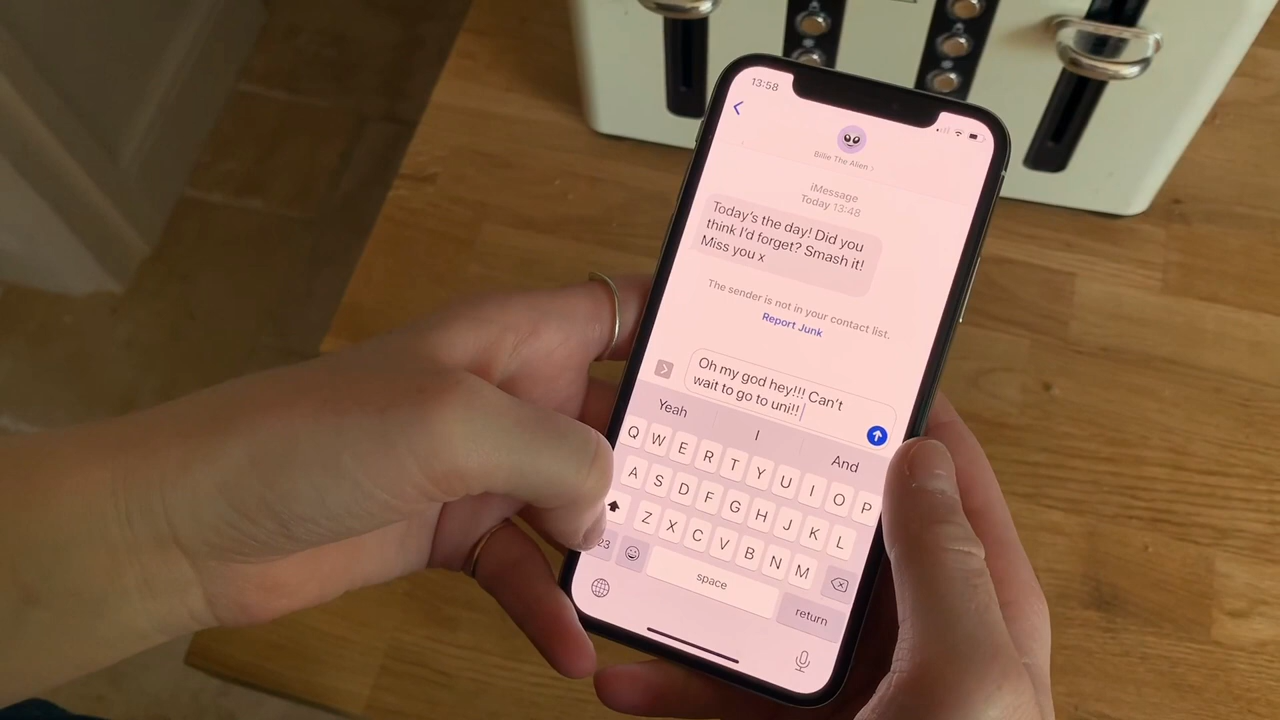 13:58
Billie The Alien >
iMessage
Today 13:48
Today's the day! Did you
think I'd forget? Smash it!
Miss you x
The sender is not in your contact list.
Report Junk
Oh my god hey!!! Can't
wait to go to uni!!
Yeah I And
Q W E R T Y U I O P
A S D F G H J K L
Z X C V B N M
23 space return